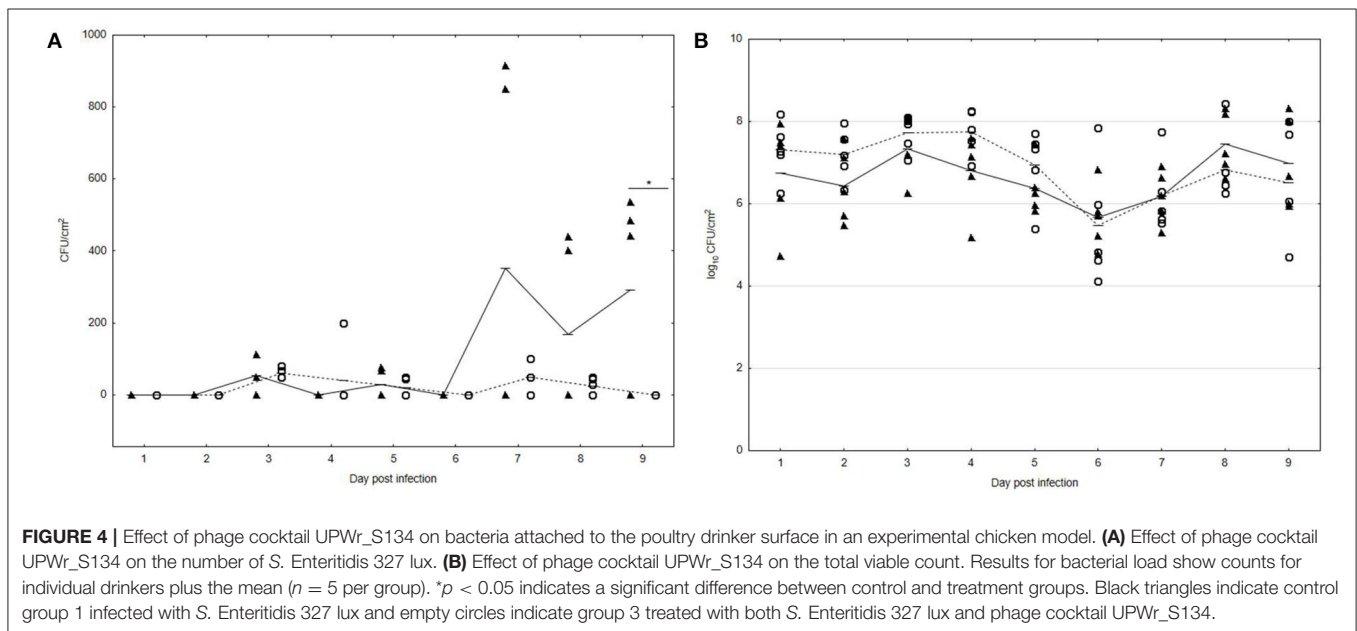 A
1000
800
600
400
200
0
CFU/cm²
*
1 2 3 4 5 6 7 8 9
Day post infection
B
10
8
6
4
2
0
log₁₀ CFU/cm²
1 2 3 4 5 6 7 8 9
Day post infection
FIGURE 4 | Effect of phage cocktail UPWr_S134 on bacteria attached to the poultry drinker surface in an experimental chicken model. (A) Effect of phage cocktail
UPWr_S134 on the number of S. Enteritidis 327 lux. (B) Effect of phage cocktail UPWr_S134 on the total viable count. Results for bacterial load show counts for
individual drinkers plus the mean (n = 5 per group). *p < 0.05 indicates a significant difference between control and treatment groups. Black triangles indicate control
group 1 infected with S. Enteritidis 327 lux and empty circles indicate group 3 treated with both S. Enteritidis 327 lux and phage cocktail UPWr_S134.